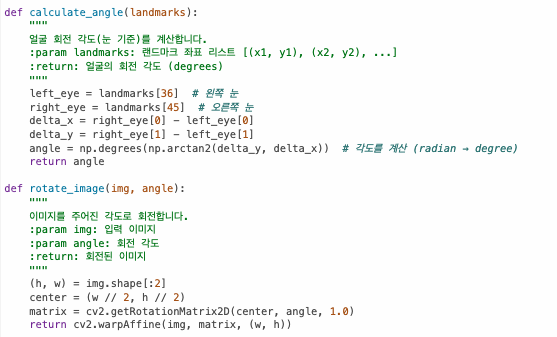 def calculate_angle(landmarks):
    """
    얼굴 회전 각도(눈 기준)를 계산합니다.
    :param landmarks: 랜드마크 좌표 리스트 [(x1, y1), (x2, y2), ...]
    :return: 얼굴의 회전 각도 (degrees)
    """
    left_eye = landmarks[36]  # 왼쪽 눈
    right_eye = landmarks[45]  # 오른쪽 눈
    delta_x = right_eye[0] - left_eye[0]
    delta_y = right_eye[1] - left_eye[1]
    angle = np.degrees(np.arctan2(delta_y, delta_x))  # 각도를 계산 (radian → degree)
    return angle

def rotate_image(img, angle):
    """
    이미지를 주어진 각도로 회전합니다.
    :param img: 입력 이미지
    :param angle: 회전 각도
    :return: 회전된 이미지
    """
    (h, w) = img.shape[:2]
    center = (w // 2, h // 2)
    matrix = cv2.getRotationMatrix2D(center, angle, 1.0)
    return cv2.warpAffine(img, matrix, (w, h))